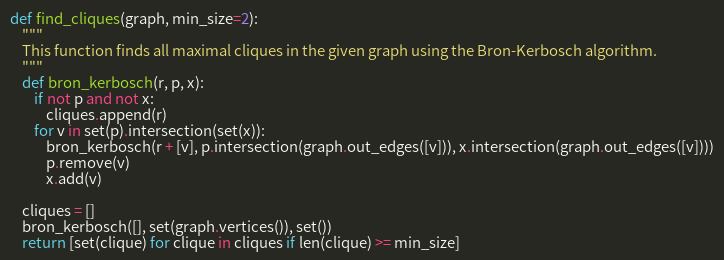 def find_cliques(graph, min_size=2):
    """
    This function finds all maximal cliques in the given graph using the Bron-Kerbosch algorithm.
    """
    def bron_kerbosch(r, p, x):
        if not p and not x:
            cliques.append(r)
        for v in set(p).intersection(set(x)):
            bron_kerbosch(r + [v], p.intersection(graph.out_edges([v])), x.intersection(graph.out_edges([v])))
            p.remove(v)
            x.add(v)

    cliques = []
    bron_kerbosch([], set(graph.vertices()), set())
    return [set(clique) for clique in cliques if len(clique) >= min_size]